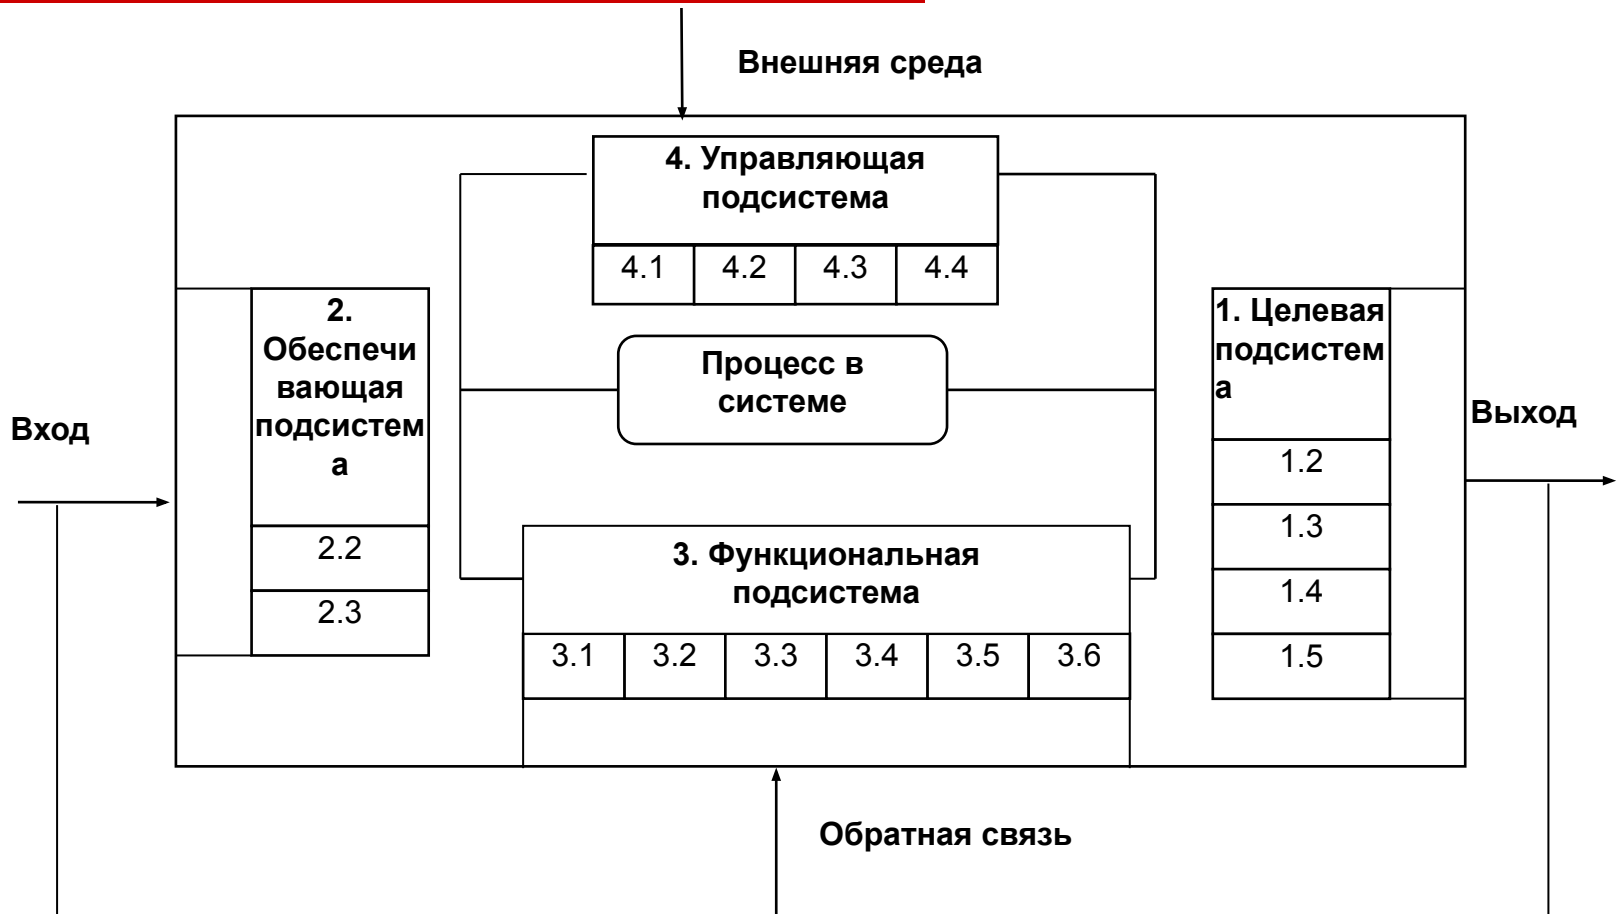 Внешняя среда
4. Управляющая
подсистема
4.1 4.2 4.3 4.4
2.
Обеспечи
вающая
подсистем
а
2.2
2.3
Процесс в
системе
1. Целевая
подсистем
а
1.2
1.3
1.4
1.5
Вход
Выход
3. Функциональная
подсистема
3.1 3.2 3.3 3.4 3.5 3.6
Обратная связь